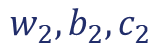 w₂, b₂, c₂